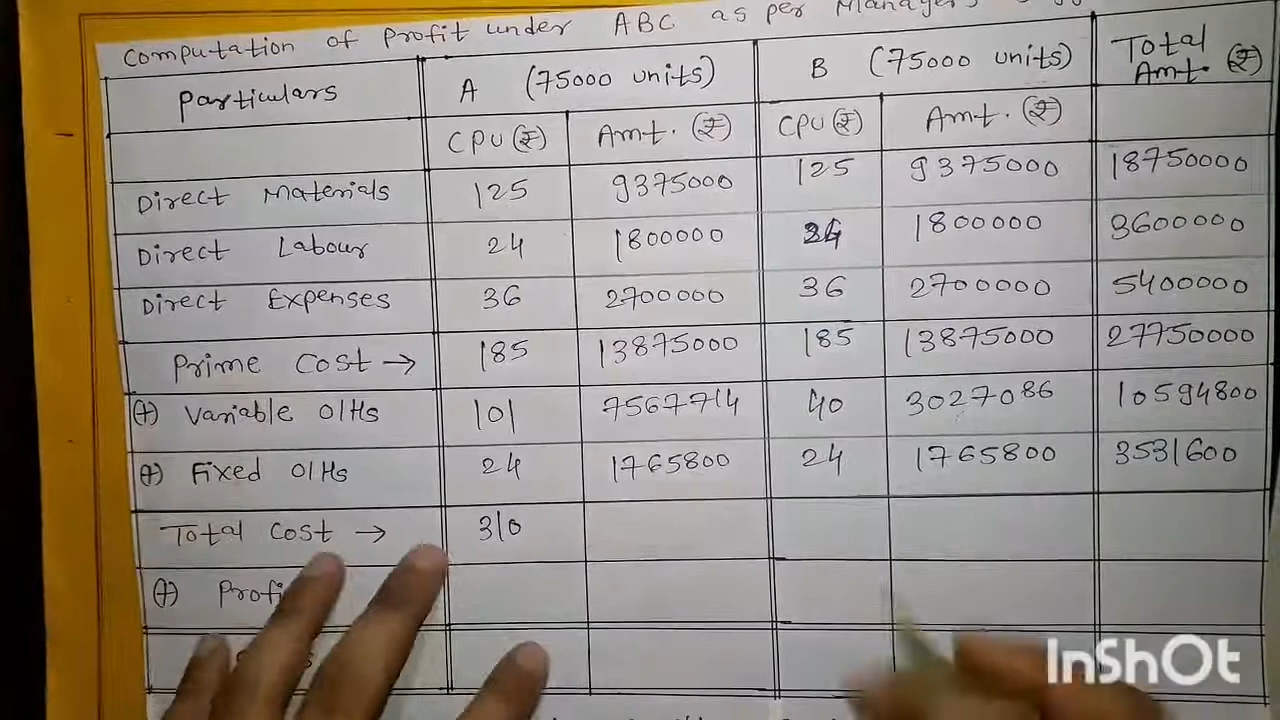 Computation of Profit under ABC as per Manager's
Particulars A (75000 units) B (75000 units) Total Amt. (₹)
CPU (₹) Amt. (₹) CPU (₹) Amt. (₹)
Direct Materials 125 9375000 125 9375000 18750000
Direct Labour 24 1800000 24 1800000 3600000
Direct Expenses 36 2700000 36 2700000 5400000
Prime Cost → 185 13875000 185 13875000 27750000
(+) Variable O/Hs 101 7567714 40 3027086 10594800
(+) Fixed O/Hs 24 1765800 24 1765800 3531600
Total Cost → 310
(+) Profi
InShOt